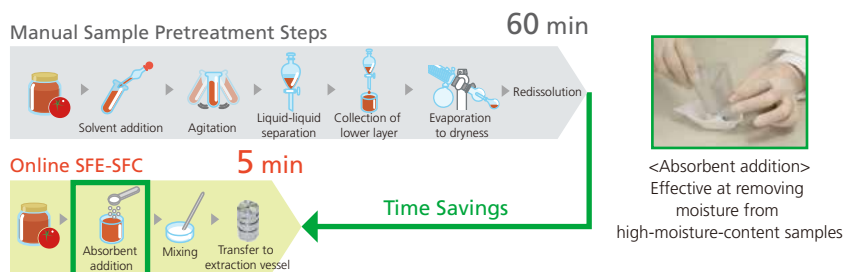 Manual Sample Pretreatment Steps
60 min
Solvent addition
Agitation
Liquid-liquid
separation
Collection of
lower layer
Evaporation
to dryness
Redissolution
Online SFE-SFC
5 min
Absorbent
addition
Mixing
Transfer to
extraction vessel
Time Savings
<Absorbent addition>
Effective at removing
moisture from
high-moisture-content samples